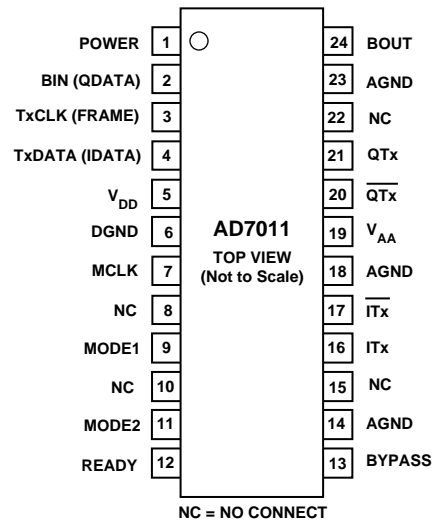 POWER 1 24 BOUT
BIN (QDATA) 2 23 AGND
TxCLK (FRAME) 3 22 NC
TxDATA (IDATA) 4 21 QTx
VDD 5 20 Q̅T̅x̅
DGND 6 19 VAA
MCLK 7 18 AGND
NC 8 17 I̅T̅x̅
MODE1 9 16 ITx
NC 10 15 NC
MODE2 11 14 AGND
READY 12 13 BYPASS
AD7011
TOP VIEW
(Not to Scale)
NC = NO CONNECT